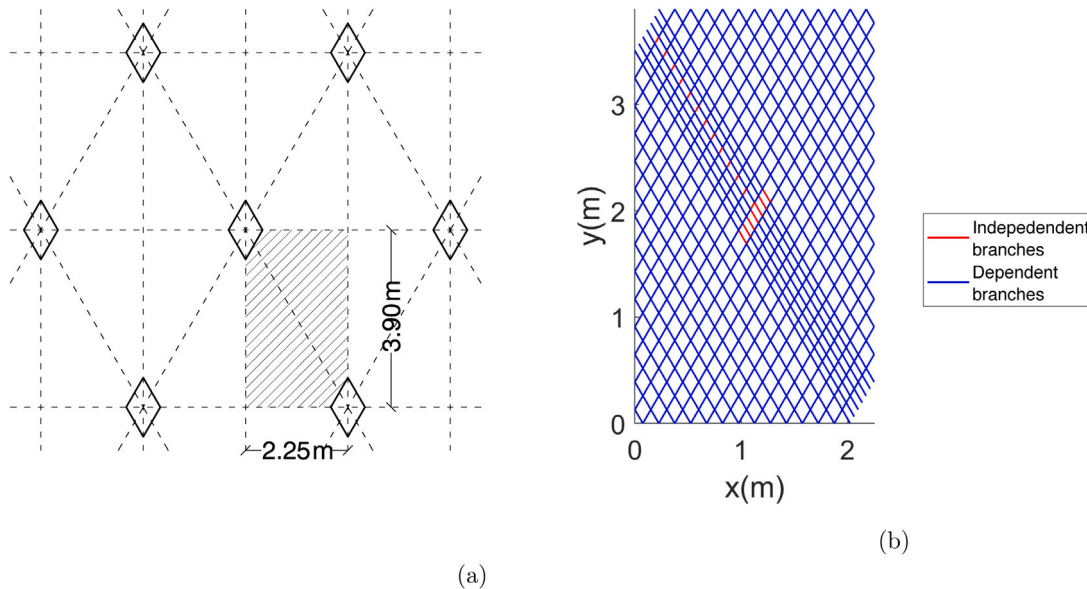 3.90m
2.25m
(a)
3
2
1
0
y(m)
0
1
2
x(m)
Indepedendent
branches
Dependent
branches
(b)